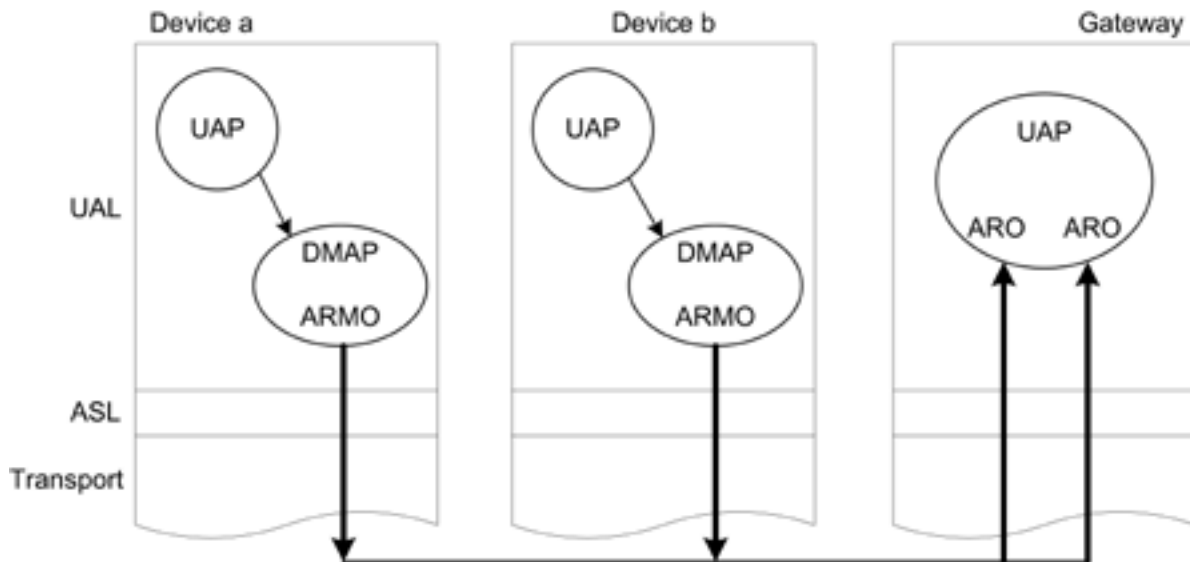 Device a Device b Gateway
UAP UAP UAP
UAL
ARO ARO
DMAP DMAP
ARMO ARMO
ASL
Transport